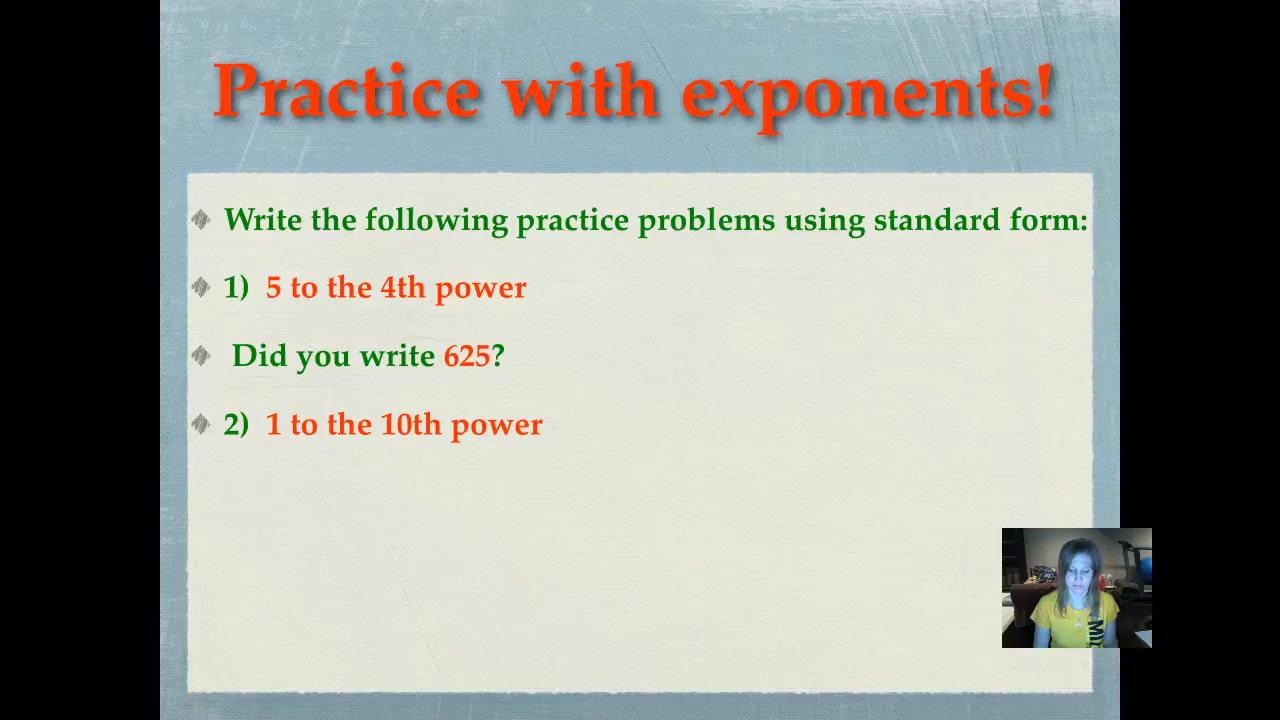 Practice with exponents!
Write the following practice problems using standard form:
1) 5 to the 4th power
Did you write 625?
2) 1 to the 10th power